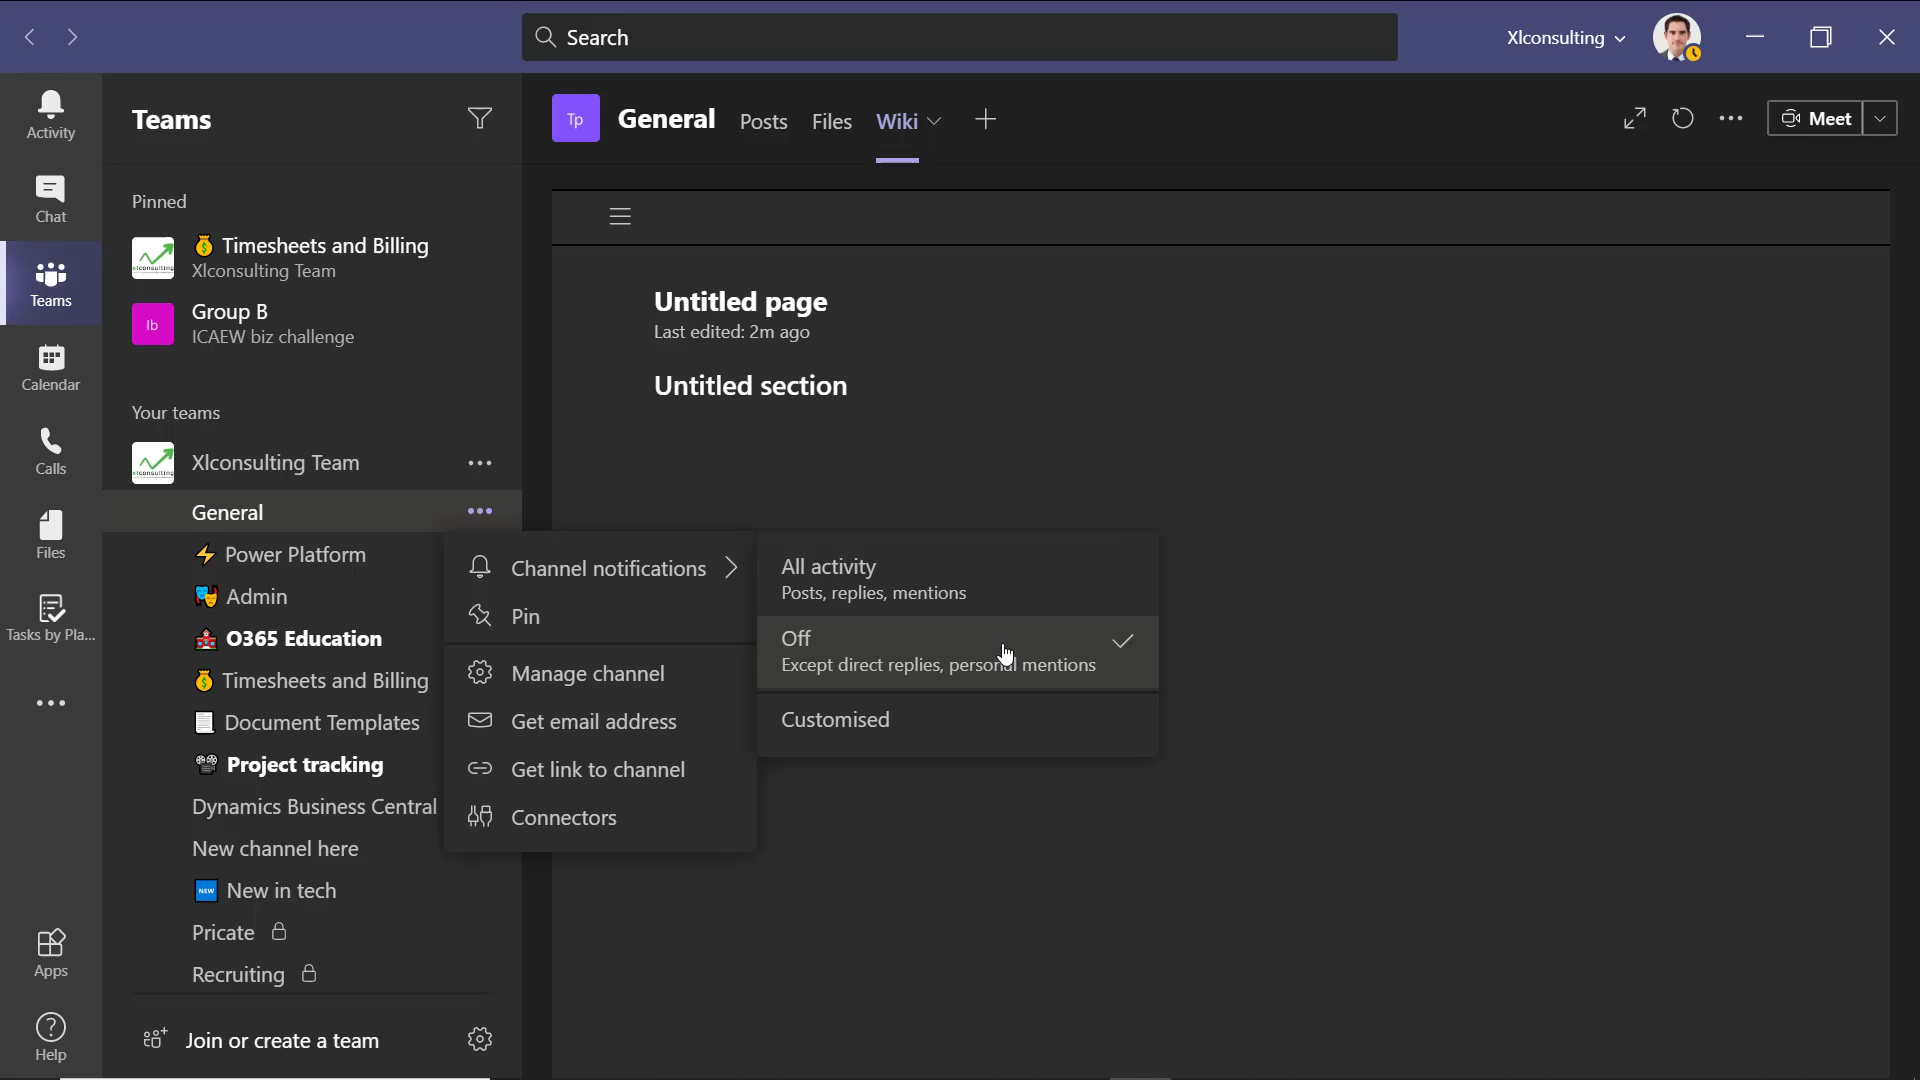 Search
Xlconsulting
Activity
Chat
Teams
Calendar
Calls
Files
Tasks by Pla...
Apps
Help
Teams
Pinned
Timesheets and Billing
Xlconsulting Team
Ib
Group B
ICAEW biz challenge
Your teams
Xlconsulting Team
General
Power Platform
Admin
O365 Education
Timesheets and Billing
Document Templates
Project tracking
Dynamics Business Central
New channel here
NEW New in tech
Pricate
Recruiting
Join or create a team
Tp
General
Posts
Files
Wiki
Meet
Untitled page
Last edited: 2m ago
Untitled section
Channel notifications
Pin
Manage channel
Get email address
Get link to channel
Connectors
All activity
Posts, replies, mentions
Off
Except direct replies, personal mentions
Customised